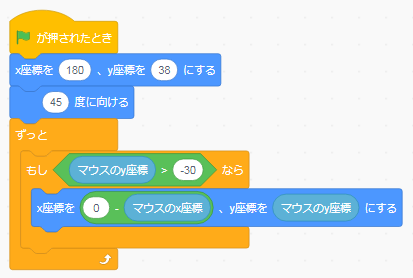 が押されたとき
x座標を 180 、y座標を 38 にする
45 度に向ける
ずっと
もし マウスのy座標 > -30 なら
x座標を 0 - マウスのx座標 、y座標を マウスのy座標 にする